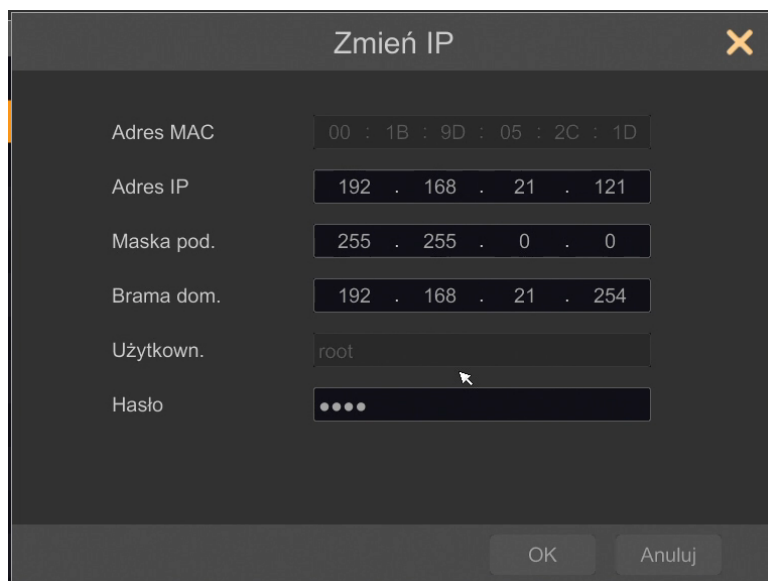 Zmień IP
Adres MAC 00 : 1B : 9D : 05 : 2C : 1D
Adres IP 192 . 168 . 21 . 121
Maska pod. 255 . 255 . 0 . 0
Brama dom. 192 . 168 . 21 . 254
Użytkown. root
Hasło ●●●●
OK Anuluj